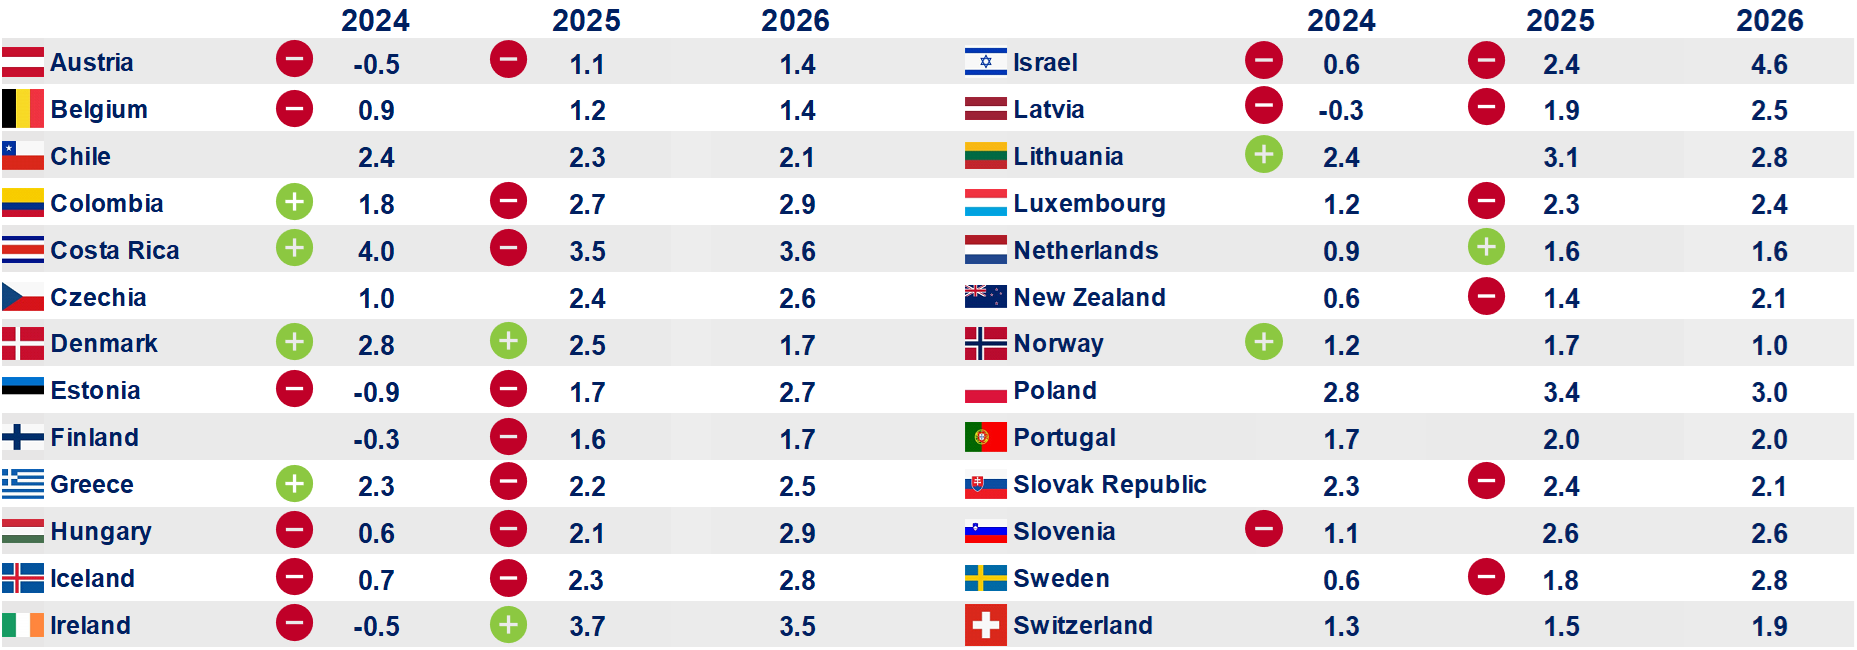 2024 2025 2026 2024 2025 2026
Austria − -0.5 − 1.1 1.4 Israel − 0.6 − 2.4 4.6
Belgium − 0.9 1.2 1.4 Latvia − -0.3 − 1.9 2.5
Chile 2.4 2.3 2.1 Lithuania + 2.4 3.1 2.8
Colombia + 1.8 − 2.7 2.9 Luxembourg 1.2 − 2.3 2.4
Costa Rica + 4.0 − 3.5 3.6 Netherlands 0.9 + 1.6 1.6
Czechia 1.0 2.4 2.6 New Zealand 0.6 − 1.4 2.1
Denmark + 2.8 + 2.5 1.7 Norway + 1.2 1.7 1.0
Estonia − -0.9 − 1.7 2.7 Poland 2.8 3.4 3.0
Finland -0.3 − 1.6 1.7 Portugal 1.7 2.0 2.0
Greece + 2.3 − 2.2 2.5 Slovak Republic 2.3 − 2.4 2.1
Hungary − 0.6 − 2.1 2.9 Slovenia − 1.1 2.6 2.6
Iceland − 0.7 − 2.3 2.8 Sweden 0.6 − 1.8 2.8
Ireland − -0.5 + 3.7 3.5 Switzerland 1.3 1.5 1.9